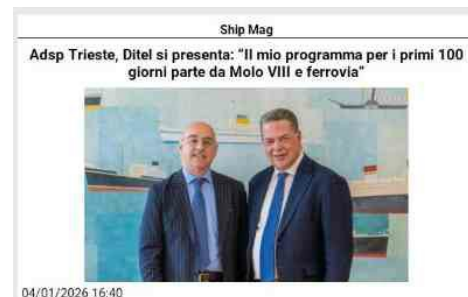 Ship Mag
Adsp Trieste, Ditel si presenta: “Il mio programma per i primi 100
giorni parte da Molo VIII e ferrovia”
04/01/2026 16:40